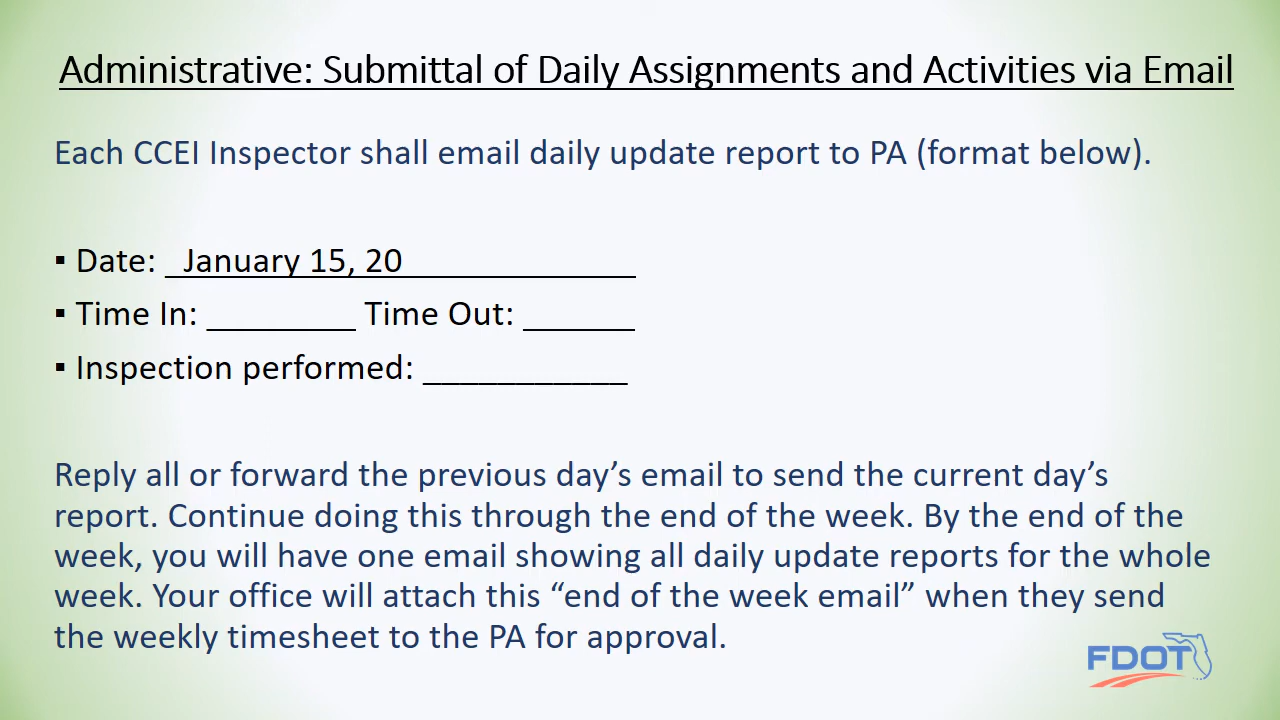 Administrative: Submittal of Daily Assignments and Activities via Email
Each CCEI Inspector shall email daily update report to PA (format below).
▪ Date: __January 15, 20______________
▪ Time In: ________ Time Out: ______
▪ Inspection performed: ___________
Reply all or forward the previous day’s email to send the current day’s
report. Continue doing this through the end of the week. By the end of the
week, you will have one email showing all daily update reports for the whole
week. Your office will attach this “end of the week email” when they send
the weekly timesheet to the PA for approval.
FDOT